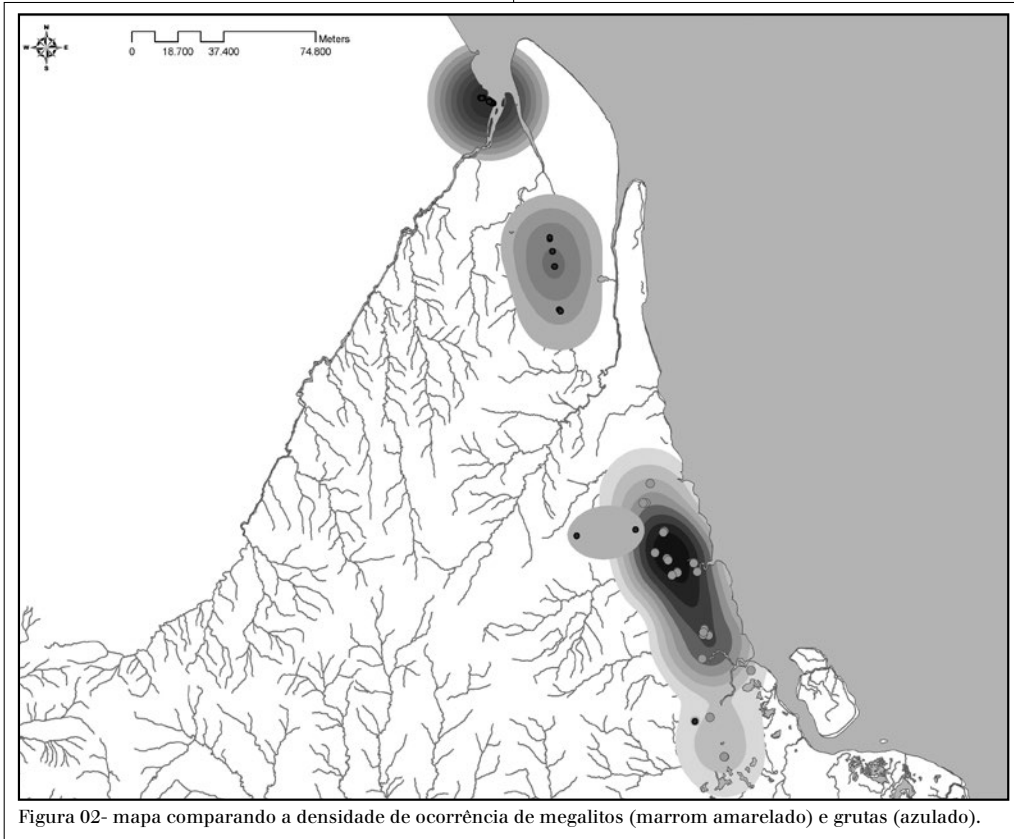 N
W E
S
Meters
0 18.700 37.400 74.800
Figura 02- mapa comparando a densidade de ocorrência de megalitos (marrom amarelado) e grutas (azulado).